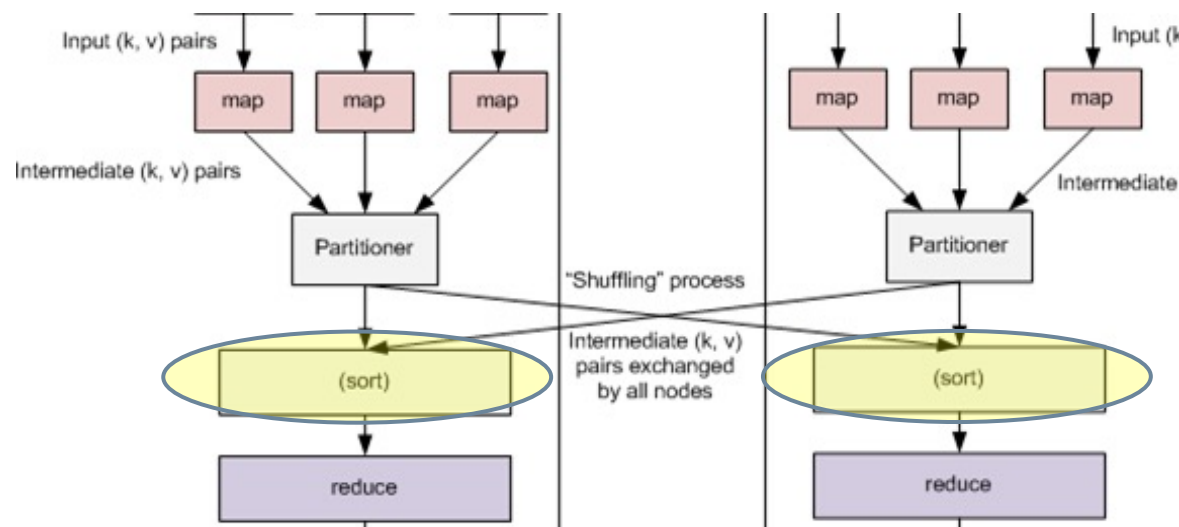 Input (k, v) pairs
Input (k
map
map
map
map
map
map
Intermediate (k, v) pairs
Intermediate
Partitioner
Partitioner
“Shuffling” process
Intermediate (k, v)
pairs exchanged
by all nodes
(sort)
(sort)
reduce
reduce